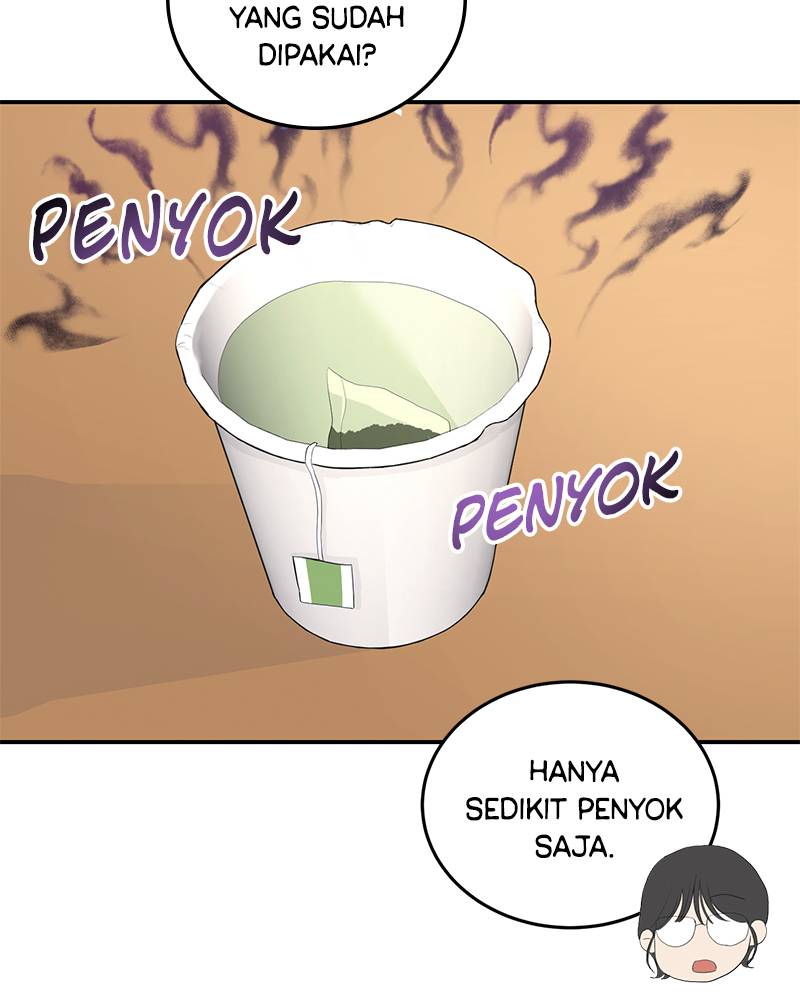 YANG SUDAH
DIPAKAI?
PENYOK
PENYOK
HANYA
SEDIKIT PENYOK
SAJA.